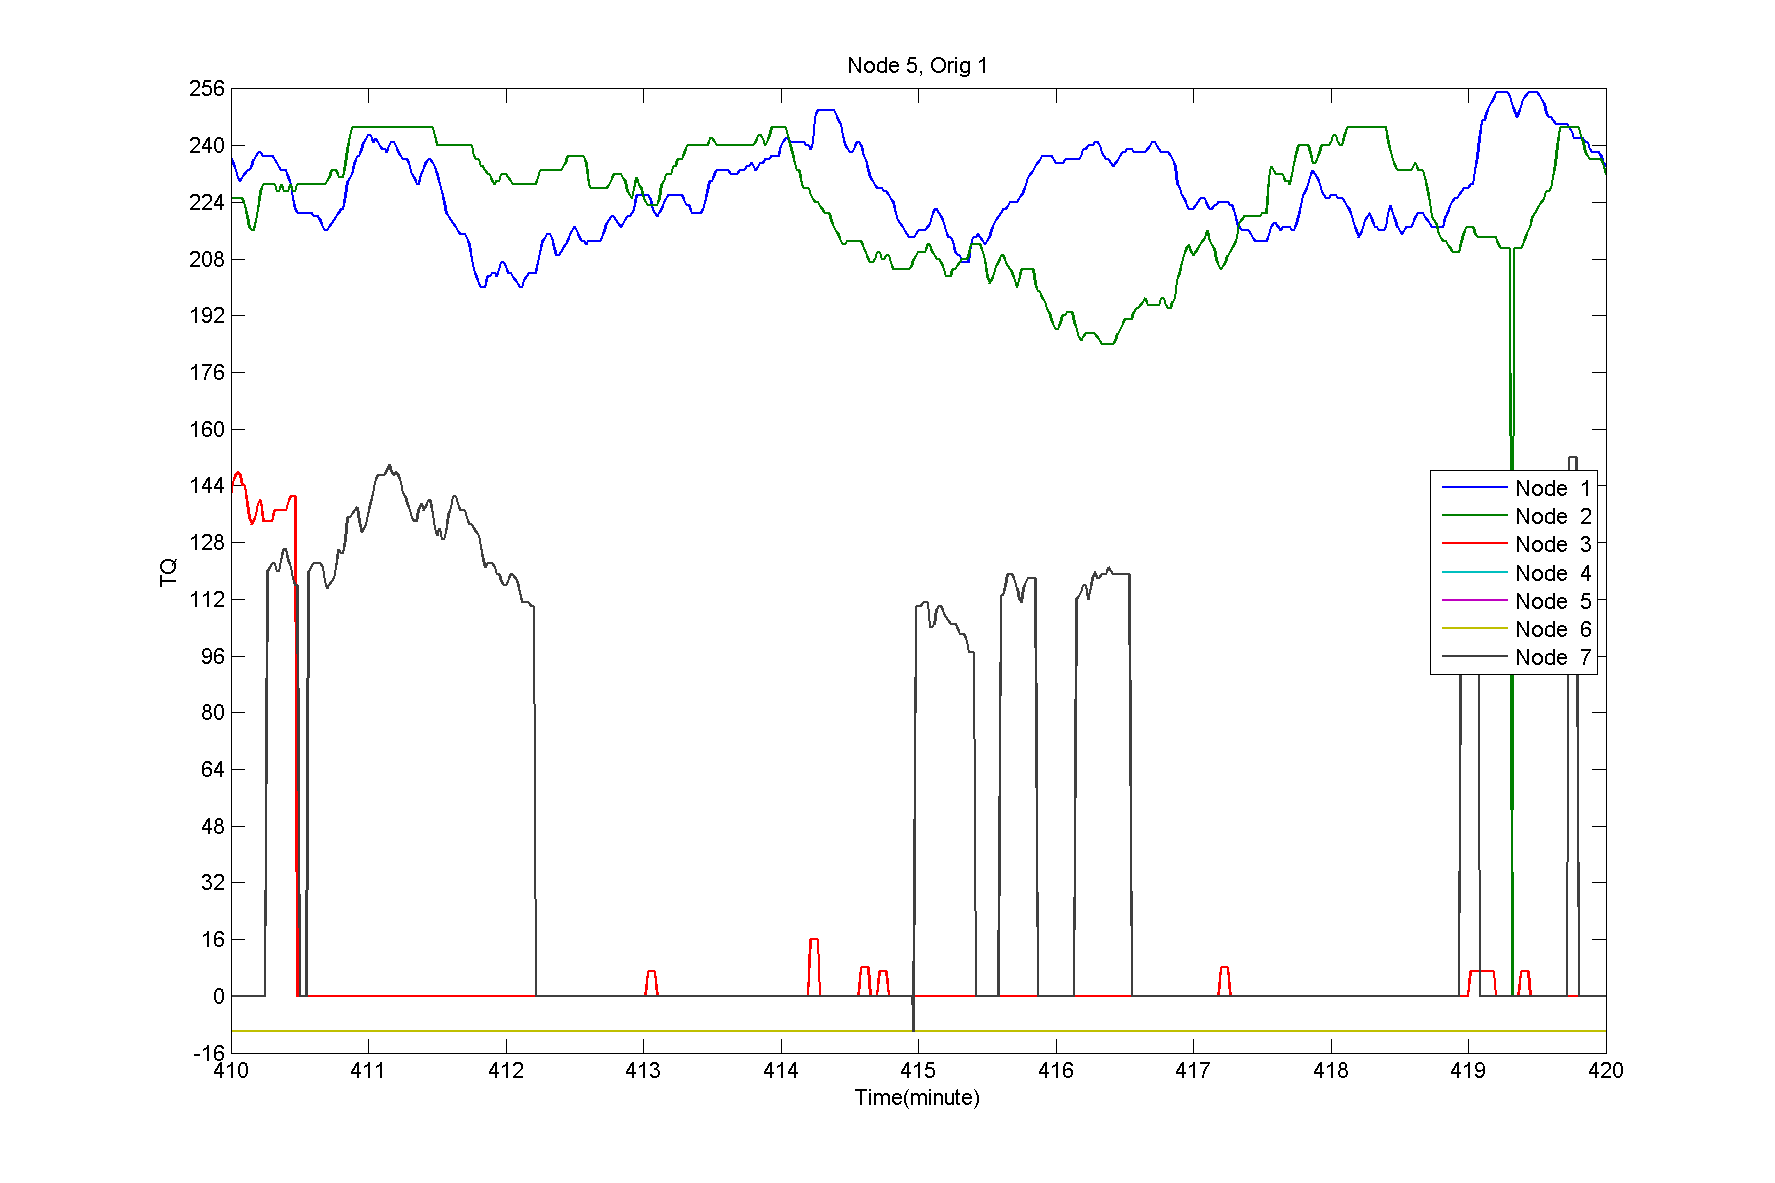 Node 5, Orig 1
256
240
224
208
192
176
160
144
128
112
96
80
64
48
32
16
0
-16
TQ
Node 1
Node 2
Node 3
Node 4
Node 5
Node 6
Node 7
410 411 412 413 414 415 416 417 418 419 420
Time(minute)